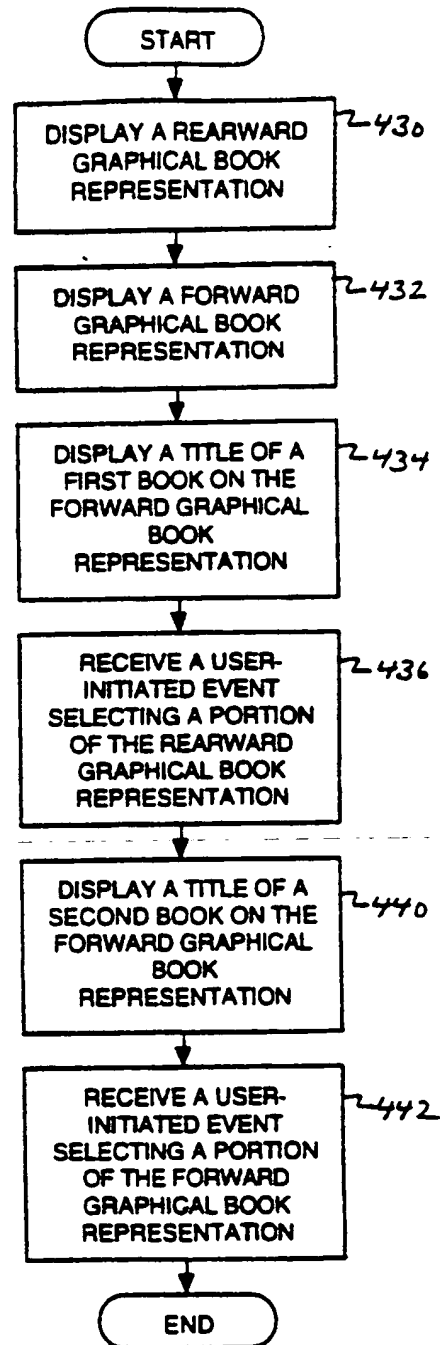 START
DISPLAY A REARWARD
GRAPHICAL BOOK
REPRESENTATION
430
DISPLAY A FORWARD
GRAPHICAL BOOK
REPRESENTATION
432
DISPLAY A TITLE OF A
FIRST BOOK ON THE
FORWARD GRAPHICAL
BOOK
REPRESENTATION
434
RECEIVE A USER-
INITIATED EVENT
SELECTING A PORTION
OF THE REARWARD
GRAPHICAL BOOK
REPRESENTATION
436
DISPLAY A TITLE OF A
SECOND BOOK ON THE
FORWARD GRAPHICAL
BOOK
REPRESENTATION
440
RECEIVE A USER-
INITIATED EVENT
SELECTING A PORTION
OF THE FORWARD
GRAPHICAL BOOK
REPRESENTATION
442
END